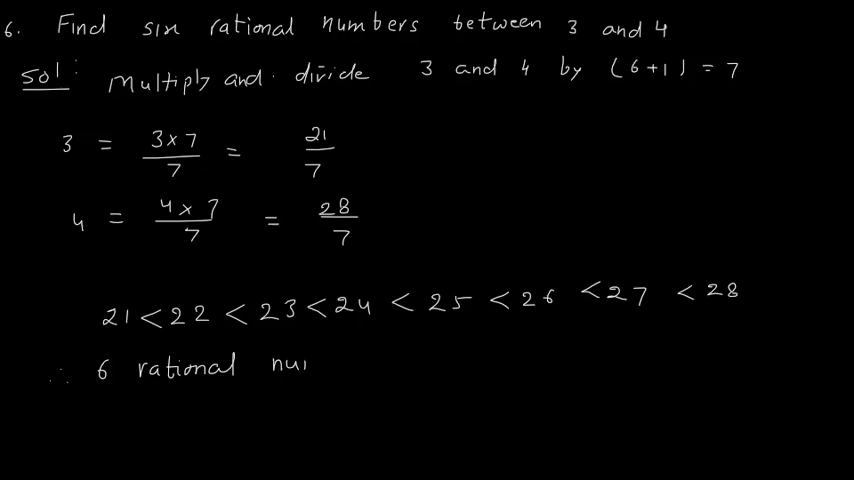 6. Find six rational numbers between 3 and 4
Sol: Multiply and divide 3 and 4 by (6+1) = 7
3 = 3×7/7 = 21/7
4 = 4×7/7 = 28/7
21 < 22 < 23 < 24 < 25 < 26 < 27 < 28
∴ 6 rational nu